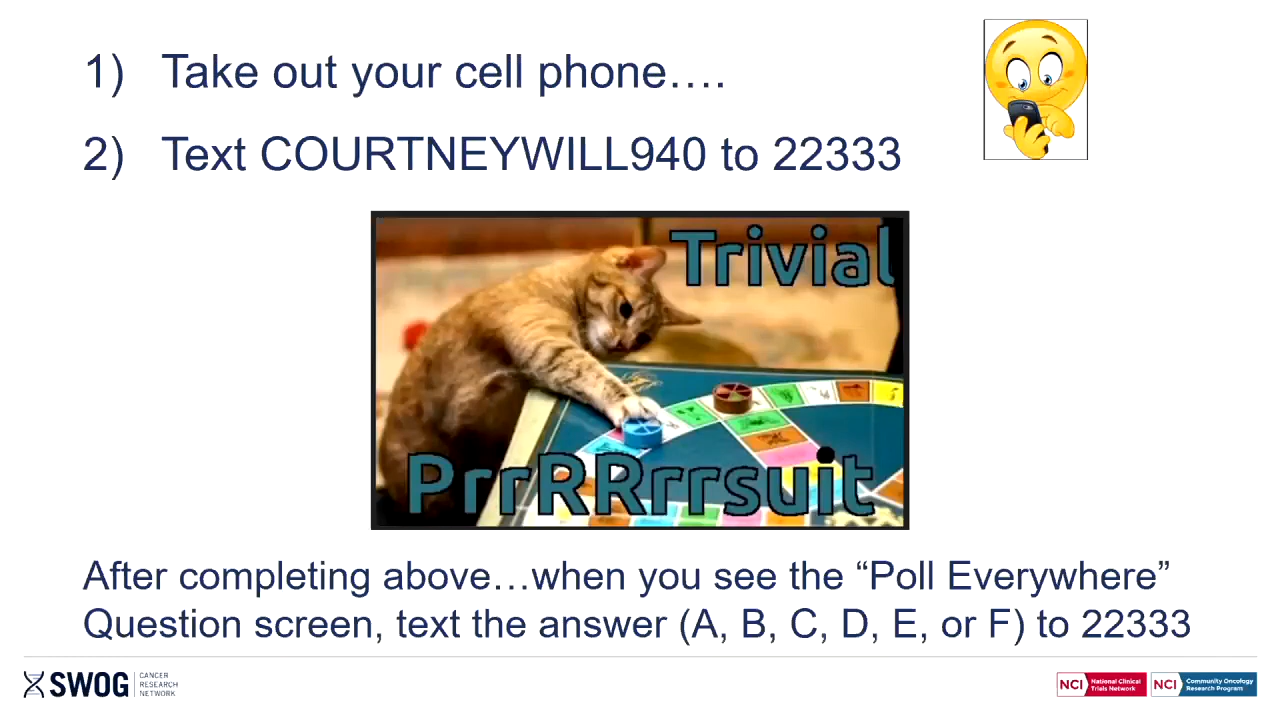 1) Take out your cell phone….
2) Text COURTNEYWILL940 to 22333
Trivial
PrrRRrrsuit
After completing above…when you see the “Poll Everywhere”
Question screen, text the answer (A, B, C, D, E, or F) to 22333
SWOG
CANCER
RESEARCH
NETWORK
NCI
National Clinical
Trials Network
NCI
Community Oncology
Research Program